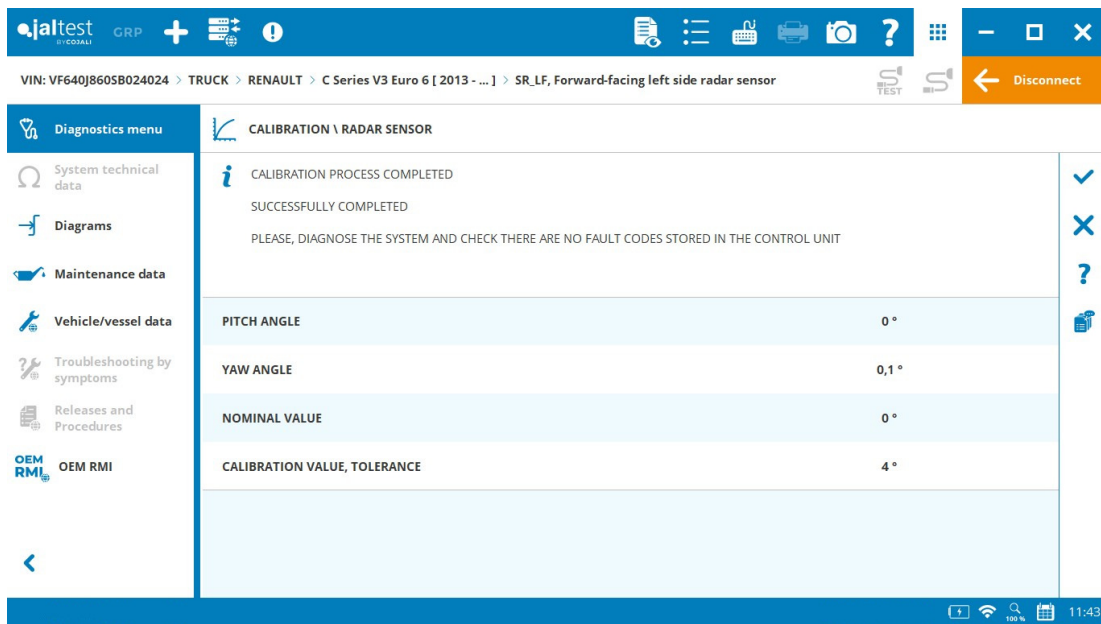 jaltest GRP
BY COJALI
VIN: VF640J860SB024024 > TRUCK > RENAULT > C Series V3 Euro 6 [ 2013 - ... ] > SR_LF, Forward-facing left side radar sensor
TEST
Disconnect
Diagnostics menu
CALIBRATION \ RADAR SENSOR
System technical
data
Diagrams
Maintenance data
Vehicle/vessel data
Troubleshooting by
symptoms
Releases and
Procedures
OEM
RMI
OEM RMI
CALIBRATION PROCESS COMPLETED
SUCCESSFULLY COMPLETED
PLEASE, DIAGNOSE THE SYSTEM AND CHECK THERE ARE NO FAULT CODES STORED IN THE CONTROL UNIT
PITCH ANGLE 0 °
YAW ANGLE 0,1 °
NOMINAL VALUE 0 °
CALIBRATION VALUE, TOLERANCE 4 °
100 %
11:43